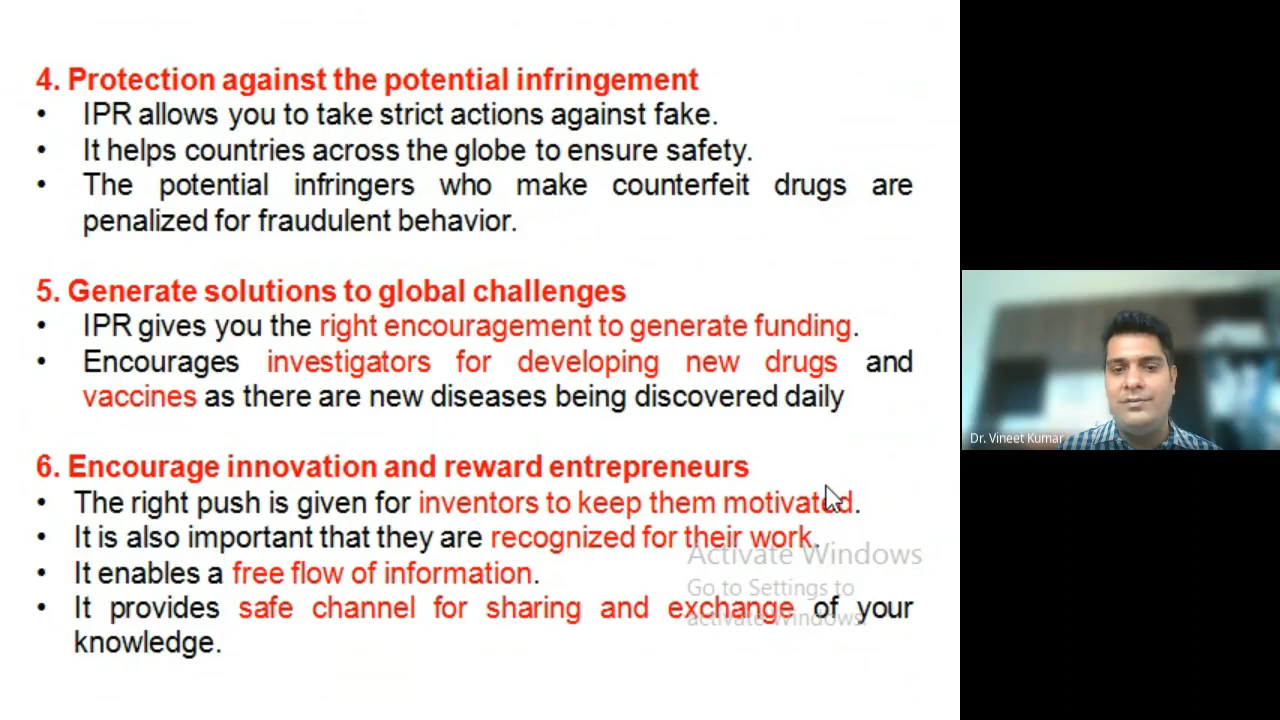 4. Protection against the potential infringement
• IPR allows you to take strict actions against fake.
• It helps countries across the globe to ensure safety.
• The potential infringers who make counterfeit drugs are
penalized for fraudulent behavior.
5. Generate solutions to global challenges
• IPR gives you the right encouragement to generate funding.
• Encourages investigators for developing new drugs and
vaccines as there are new diseases being discovered daily
6. Encourage innovation and reward entrepreneurs
• The right push is given for inventors to keep them motivated.
• It is also important that they are recognized for their work.
• It enables a free flow of information.
• It provides safe channel for sharing and exchange of your
knowledge.
Activate Windows
Go to Settings to
activate Windows.
Dr. Vineet Kumar